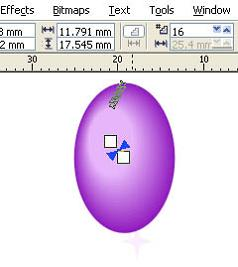 Effects Bitmaps Text Tools Window
mm 11.791 mm 16
2 mm 17.545 mm 25.4 mm
30 20 10